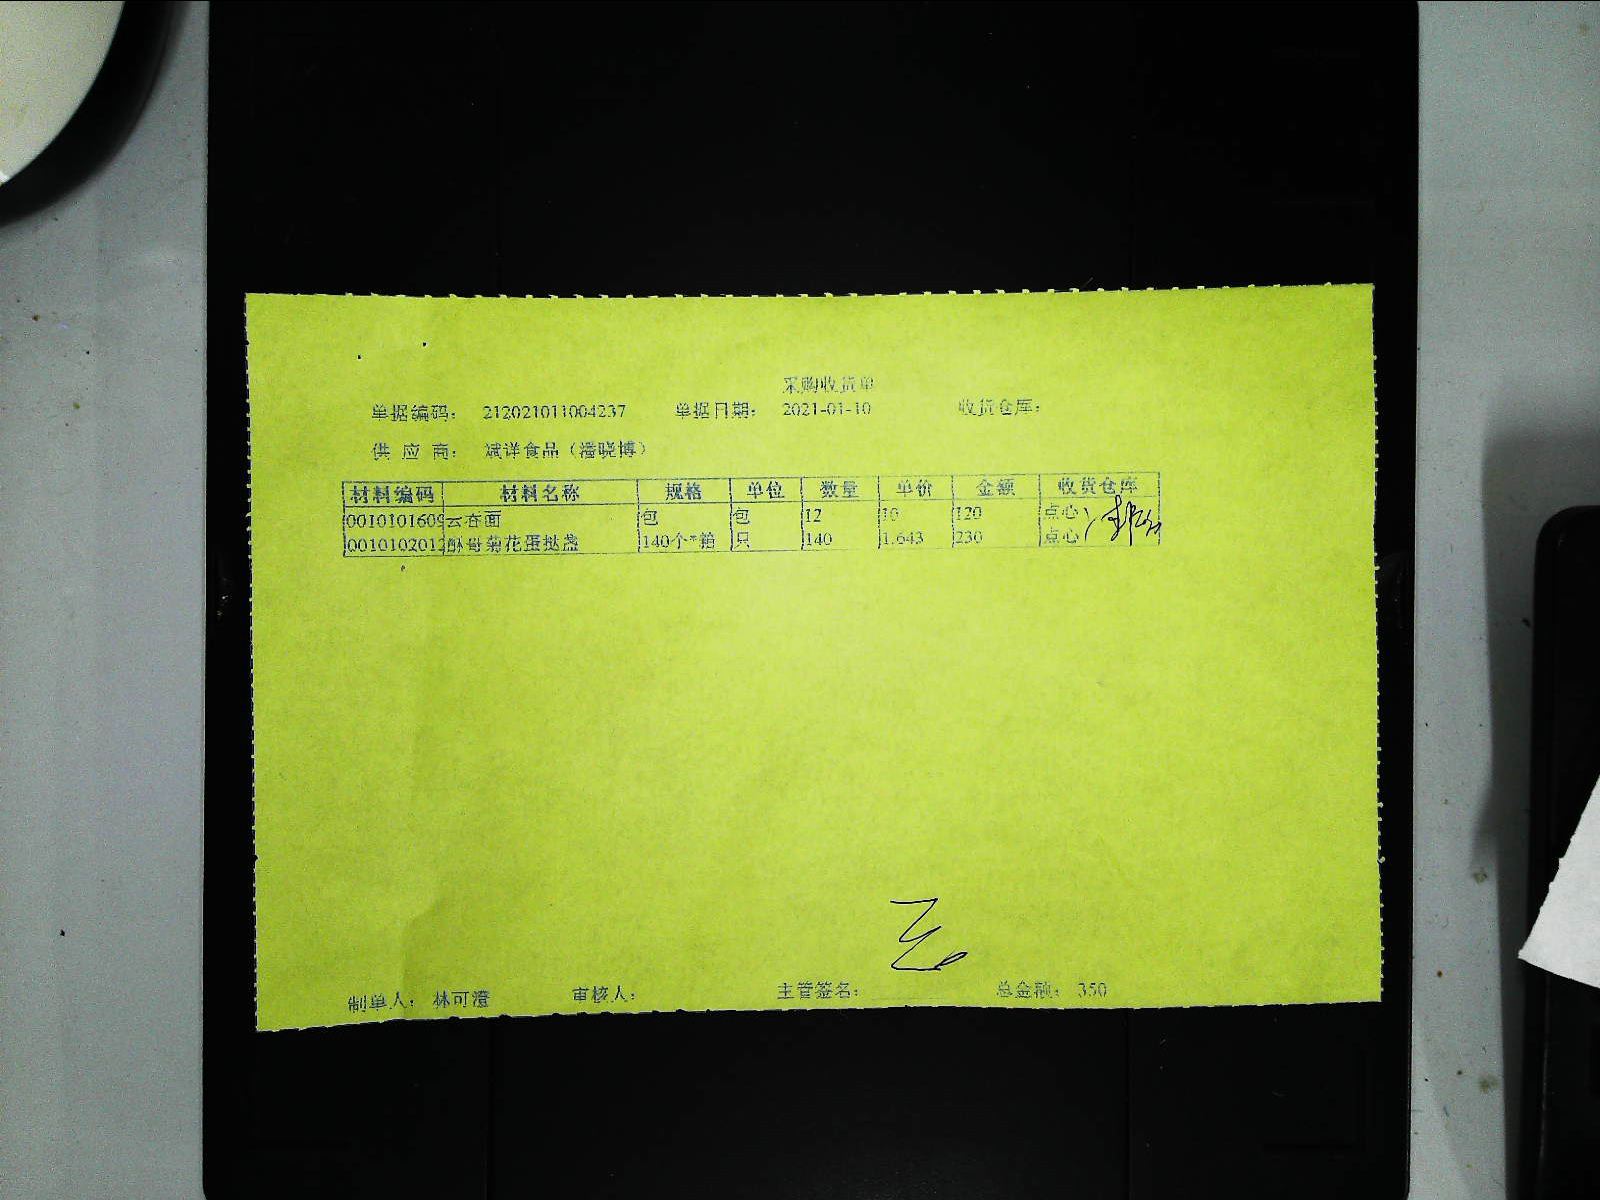 采购收货单
单据编码： 212021011004237 单据日期： 2021-01-10 收货仓库：
供 应 商： 斌详食品（潘晓博）
材料编码 材料名称 规格 单位 数量 单价 金额 收货仓库
0010101609 云吞面 包 包 12 10 120 点心
0010102012 酥哥菊花蛋挞盏 140个*箱 只 140 1.643 230 点心
制单人： 林可澄 审核人： 主管签名： 总金额： 350